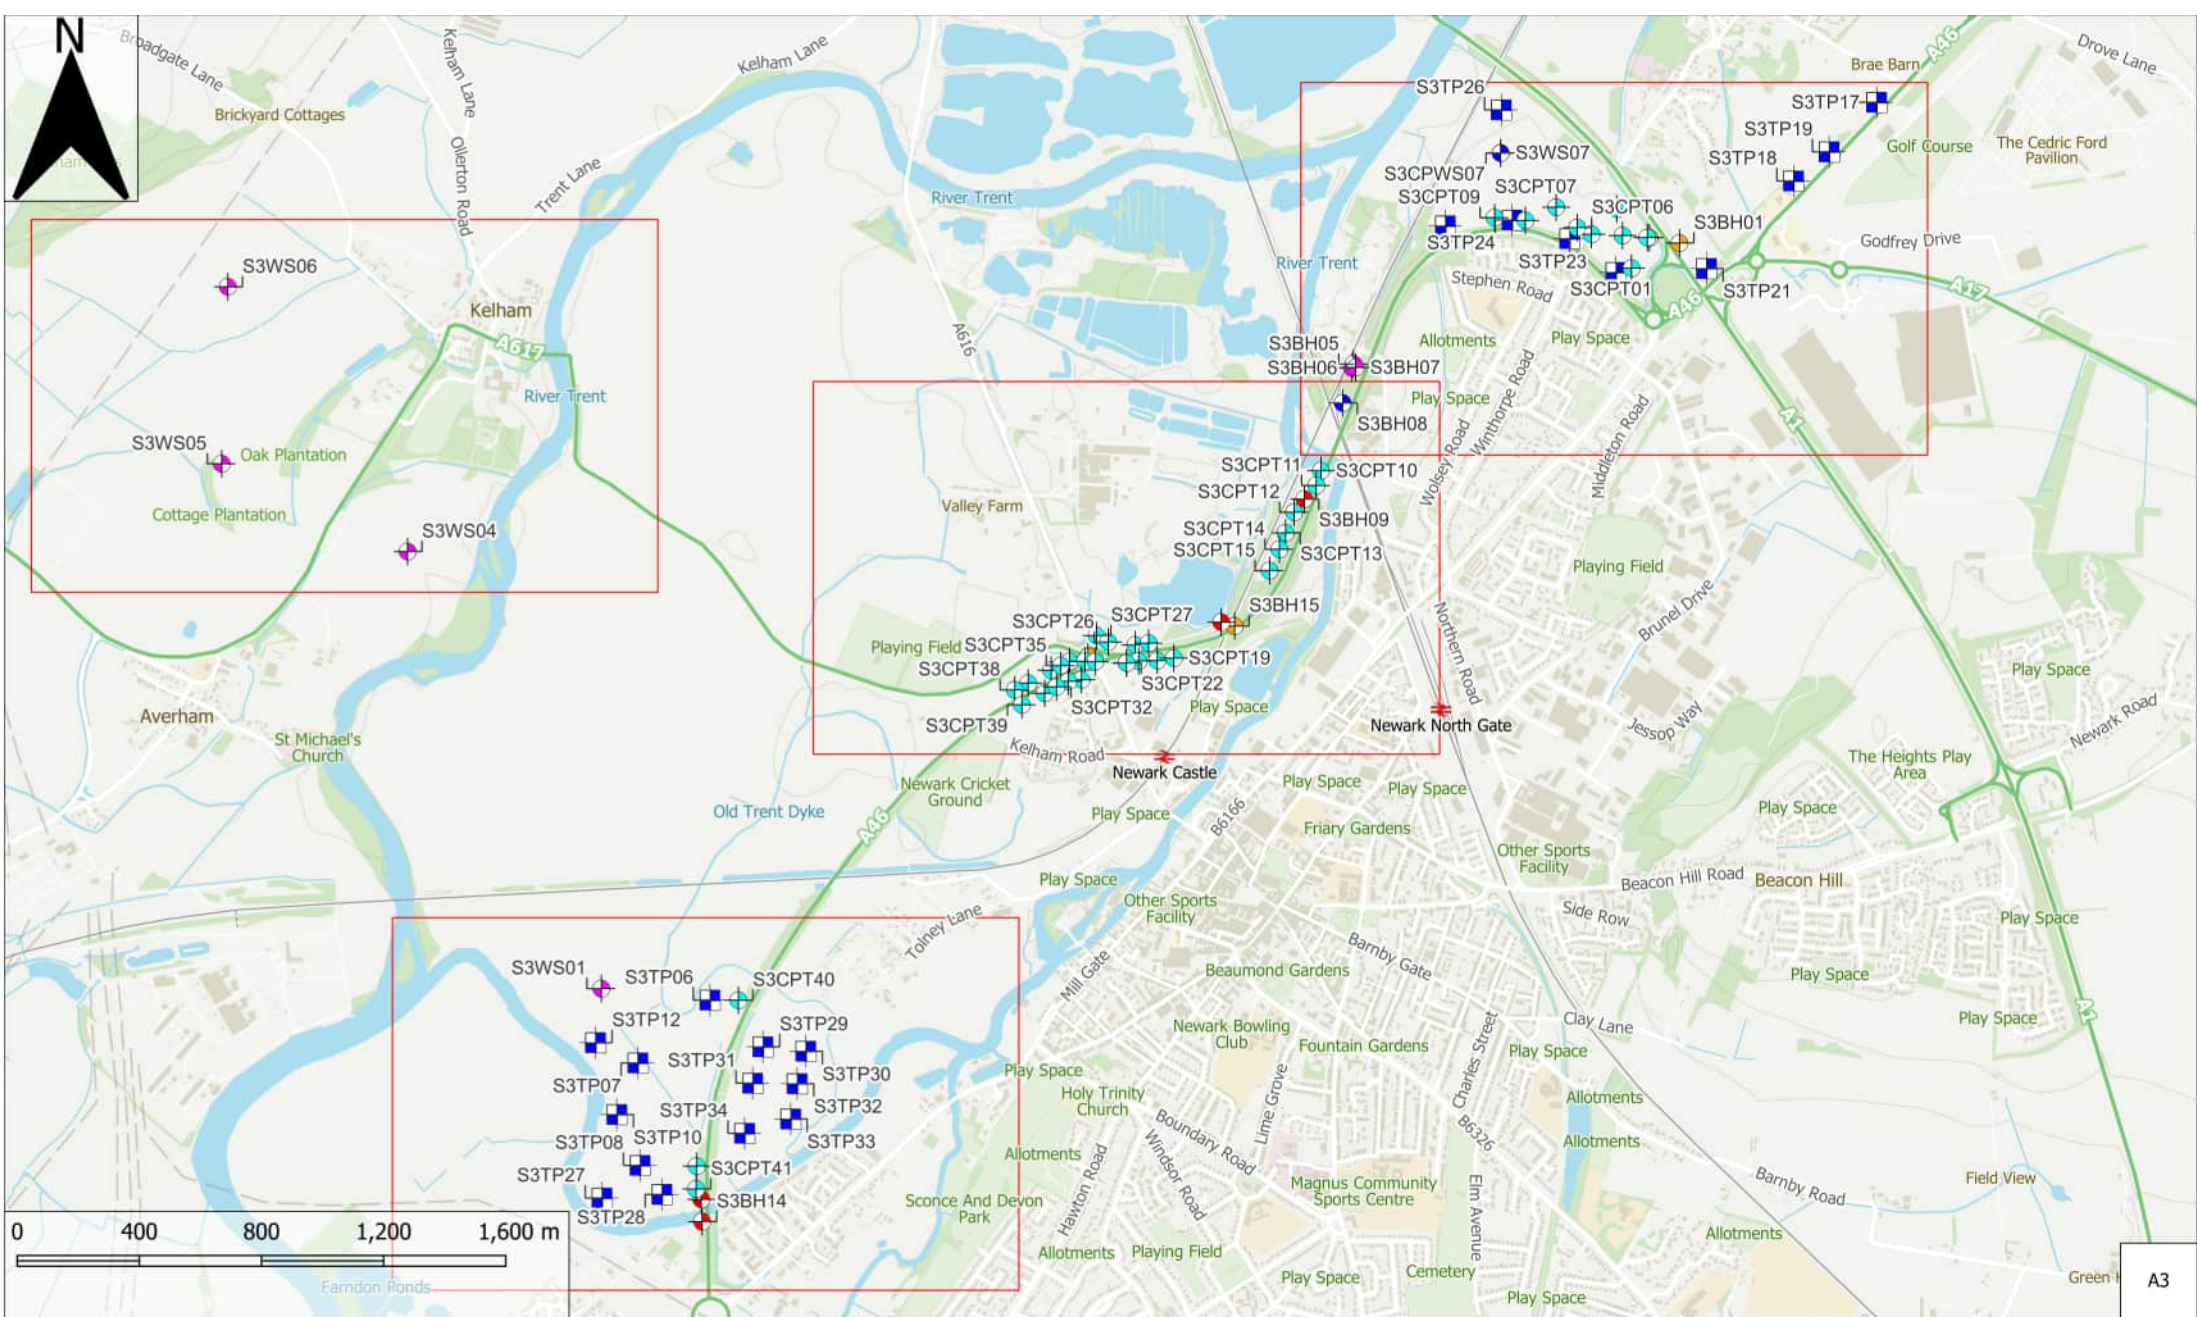 N
Broadgate Lane
Kelham Lane
Kelham Lane
Brickyard Cottages
Ollerton Road
Trent Lane
River Trent
S3TP26
Brae Barn
A46
Drove Lane
S3TP17
S3TP19
Golf Course
The Cedric Ford
Pavilion
S3TP18
S3WS07
S3CPWS07
S3CPT07
S3CPT09
S3CPT06
S3BH01
S3TP24
Godfrey Drive
S3TP23
River Trent
S3WS06
Stephen Road
S3CPT01
S3TP21
A17
A46
Kelham
A617
A616
Allotments
Play Space
S3BH05
S3BH06
S3BH07
River Trent
Play Space
S3BH08
Winthorpe Road
Wolsey Road
Middleton Road
A1
S3WS05
Oak Plantation
Cottage Plantation
S3CPT11
S3CPT10
S3CPT12
S3BH09
Valley Farm
S3WS04
S3CPT14
S3CPT15
S3CPT13
Playing Field
Brunel Drive
S3CPT26
S3CPT27
S3BH15
Northern Road
Playing Field
S3CPT35
S3CPT38
S3CPT19
S3CPT22
S3CPT32
S3CPT39
Play Space
Play Space
Averham
St Michael's
Church
Kelham Road
Newark North Gate
Jessop Way
Newark Road
Newark Castle
The Heights Play
Area
Newark Cricket
Ground
Play Space
Play Space
Play Space
Old Trent Dyke
A46
Play Space
B6166
Friary Gardens
Other Sports
Facility
Play Space
Beacon Hill Road
Beacon Hill
Other Sports
Facility
Side Row
Play Space
Tolney Lane
Barnby Gate
S3WS01
S3TP06
S3CPT40
Mill Gate
Beaumond Gardens
Play Space
A1
S3TP12
S3TP29
Newark Bowling
Club
Clay Lane
Play Space
Fountain Gardens
Charles Street
Play Space
S3TP31
S3TP30
S3TP07
Play Space
Holy Trinity
Church
Lime Grove
Allotments
S3TP34
S3TP32
S3TP08
S3TP10
S3TP33
Boundary Road
B6326
Allotments
Allotments
Windsor Road
Hawton Road
S3CPT41
S3TP27
Barnby Road
Field View
S3BH14
S3TP28
Sconce And Devon
Park
Magnus Community
Sports Centre
Elm Avenue
Allotments
0 400 800 1,200 1,600 m
Allotments
Playing Field
Play Space
Cemetery
Farndon Ponds
Play Space
A3